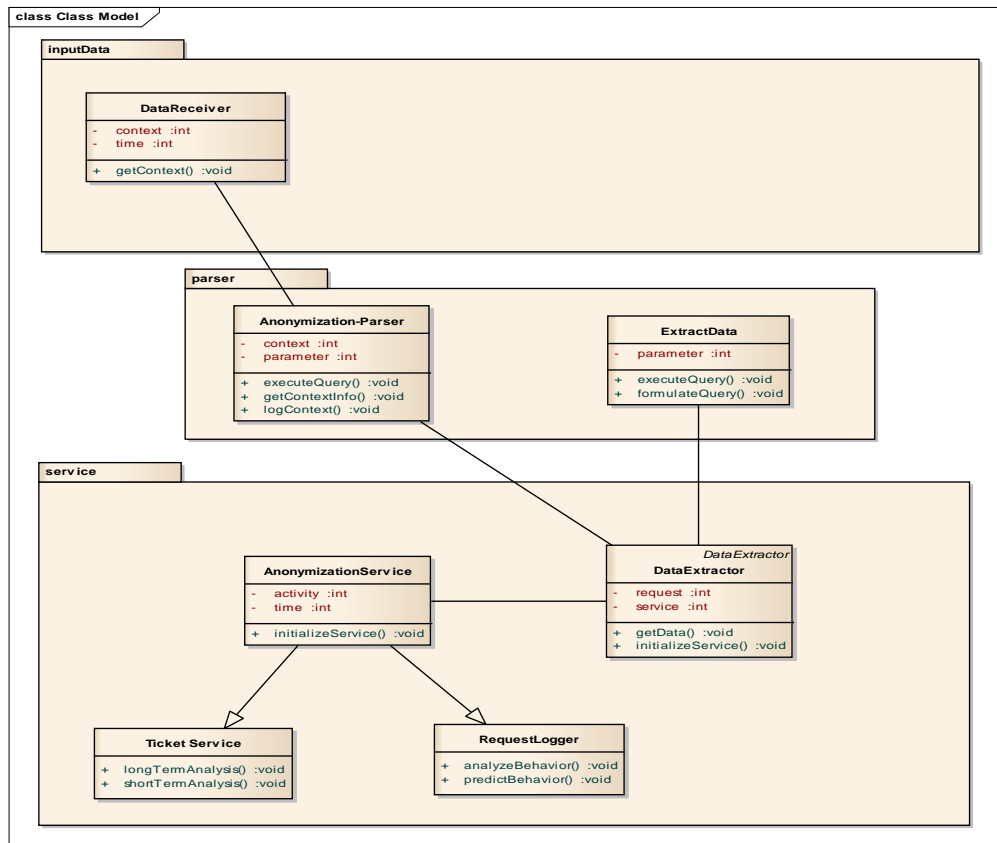 class Class Model
inputData
DataReceiver
- context :int
- time :int
+ getContext() :void
parser
Anonymization-Parser
- context :int
- parameter :int
+ executeQuery() :void
+ getContextInfo() :void
+ logContext() :void
ExtractData
- parameter :int
+ executeQuery() :void
+ formulateQuery() :void
service
AnonymizationService
- activity :int
- time :int
+ initializeService() :void
DataExtractor
DataExtractor
- request :int
- service :int
+ getData() :void
+ initializeService() :void
Ticket Service
+ longTermAnalysis() :void
+ shortTermAnalysis() :void
RequestLogger
+ analyzeBehavior() :void
+ predictBehavior() :void